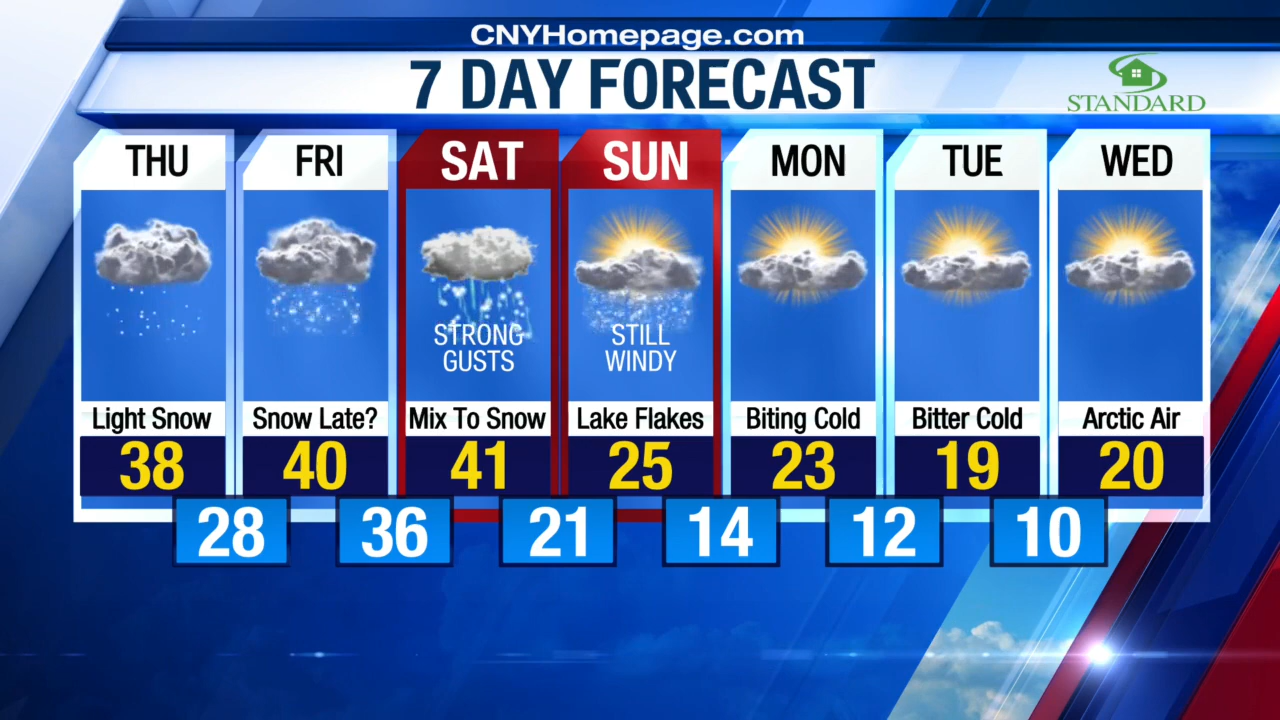 CNYHomepage.com
7 DAY FORECAST
STANDARD
THU
FRI
SAT
SUN
MON
TUE
WED
STRONG
GUSTS
STILL
WINDY
Light Snow
Snow Late?
Mix To Snow
Lake Flakes
Biting Cold
Bitter Cold
Arctic Air
38
40
41
25
23
19
20
28
36
21
14
12
10